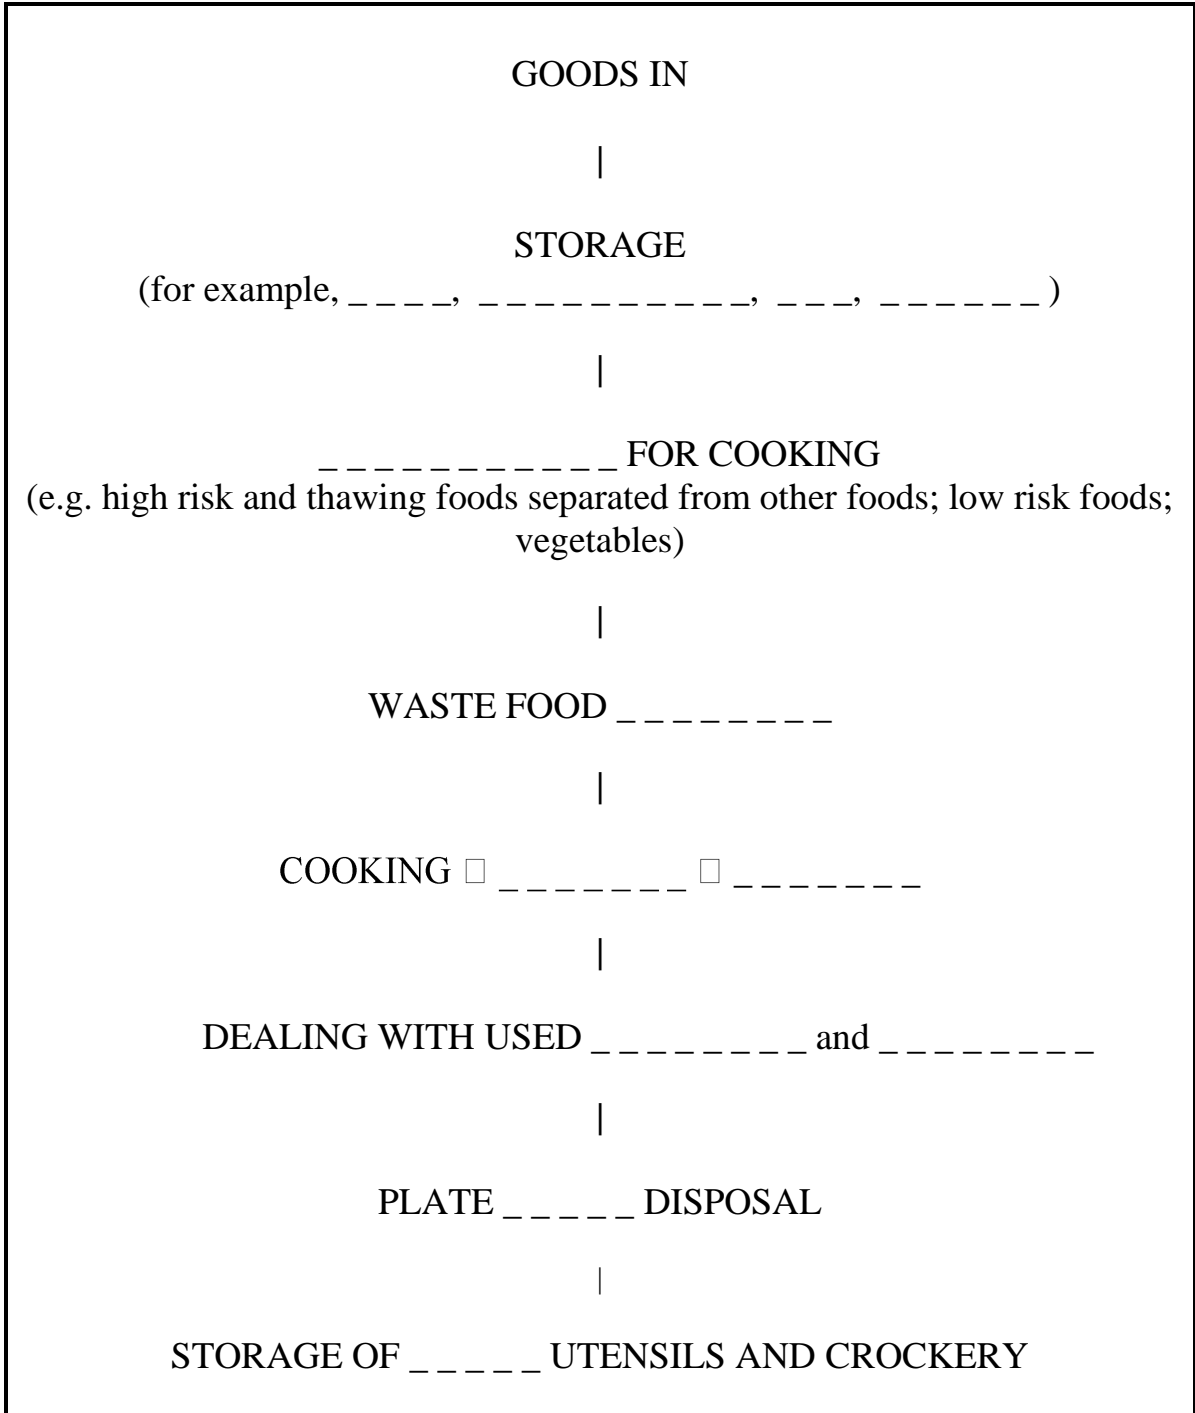 GOODS IN
|
STORAGE
(for example, _ _ _ _, _ _ _ _ _ _ _ _ _ _, _ _ _, _ _ _ _ _ _ )
|
_ _ _ _ _ _ _ _ _ _ _ FOR COOKING
(e.g. high risk and thawing foods separated from other foods; low risk foods;
vegetables)
|
WASTE FOOD _ _ _ _ _ _ _ _
|
COOKING □ _ _ _ _ _ _ _ □ _ _ _ _ _ _ _
|
DEALING WITH USED _ _ _ _ _ _ _ _ and _ _ _ _ _ _ _ _
|
PLATE _ _ _ _ _ DISPOSAL
|
STORAGE OF _ _ _ _ _ UTENSILS AND CROCKERY